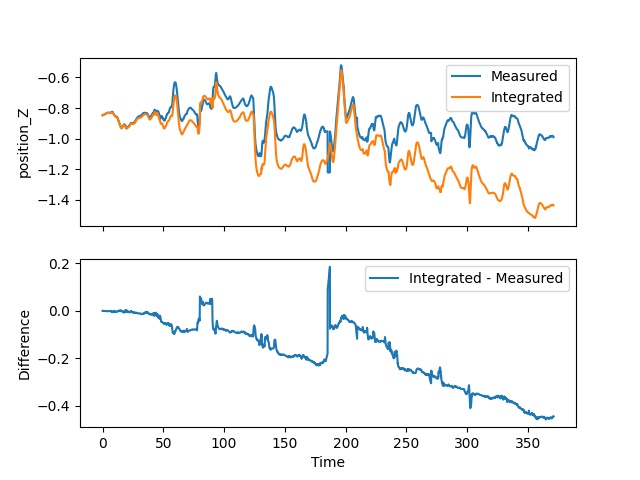 −0.6
−0.8
−1.0
−1.2
−1.4
position_Z
Measured
Integrated
0.2
0.0
−0.2
−0.4
Difference
Integrated - Measured
0 50 100 150 200 250 300 350
Time